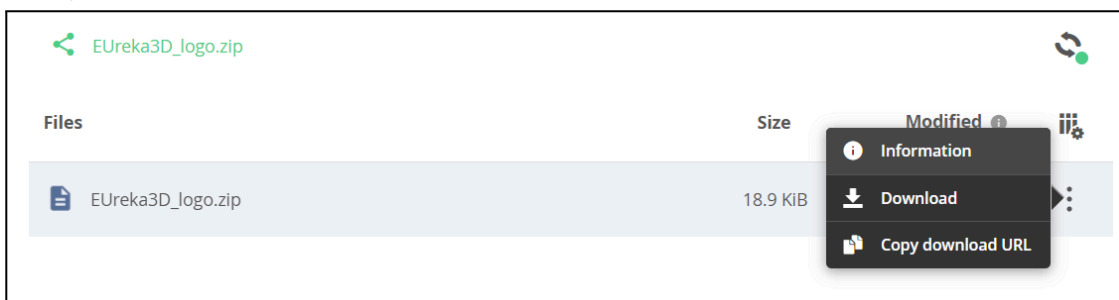 EUreka3D_logo.zip
Files Size Modified
EUreka3D_logo.zip 18.9 KiB
Information
Download
Copy download URL